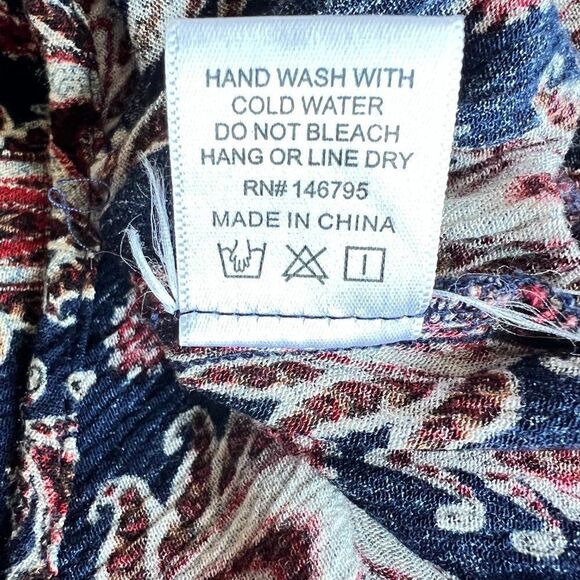 HAND WASH WITH
COLD WATER
DO NOT BLEACH
HANG OR LINE DRY
RN# 146795
MADE IN CHINA